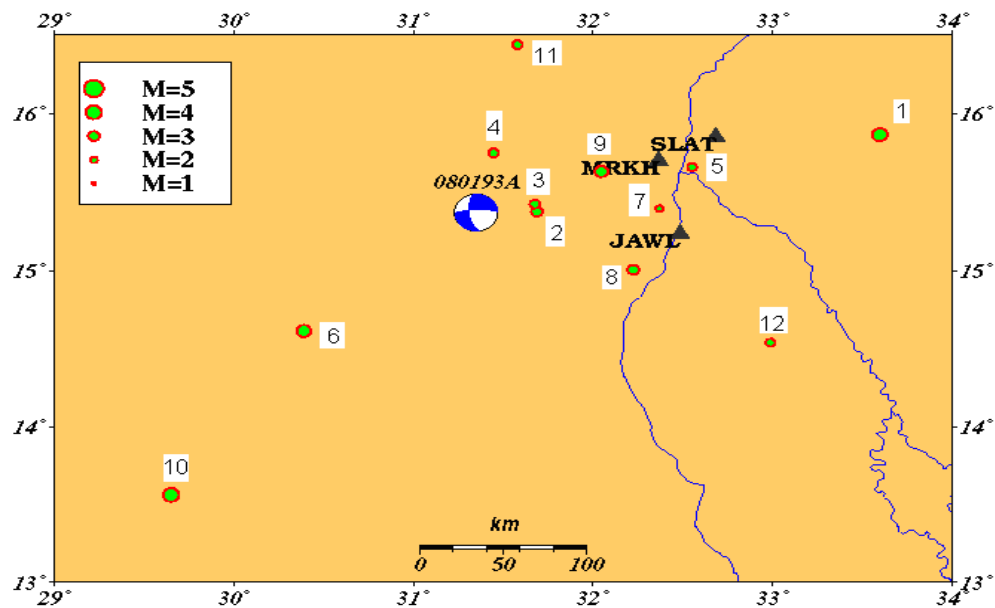 29˚ 30˚ 31˚ 32˚ 33˚ 34˚
11
M=5
M=4
M=3
M=2
M=1
16˚ 16˚
1
4
9
SLAT
MRKH
5
080193A
3
7
2
JAWL
15˚ 15˚
8
6
12
14˚ 14˚
10
km
0 50 100
13˚ 13˚
29˚ 30˚ 31˚ 32˚ 33˚ 34˚